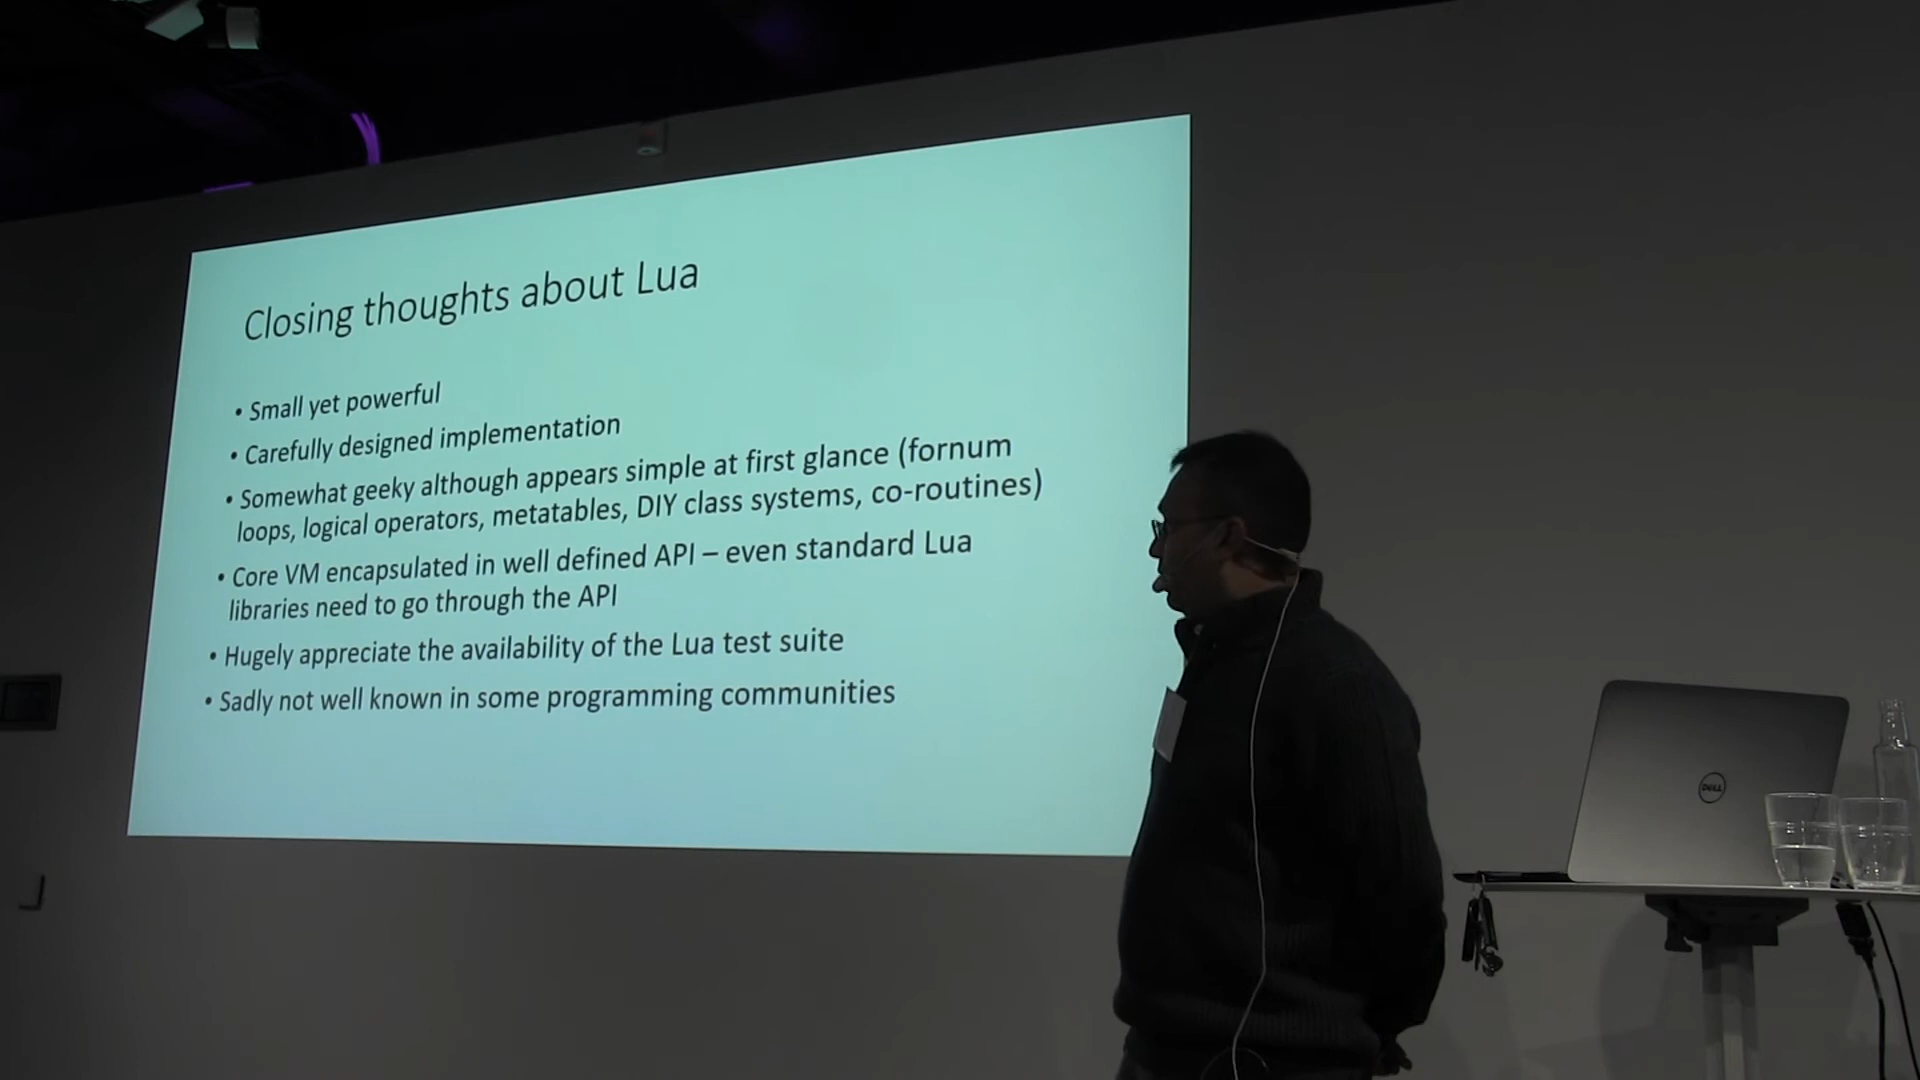 Closing thoughts about Lua
• Small yet powerful
• Carefully designed implementation
• Somewhat geeky although appears simple at first glance (fornum
loops, logical operators, metatables, DIY class systems, co-routines)
• Core VM encapsulated in well defined API – even standard Lua
libraries need to go through the API
• Hugely appreciate the availability of the Lua test suite
• Sadly not well known in some programming communities
DELL